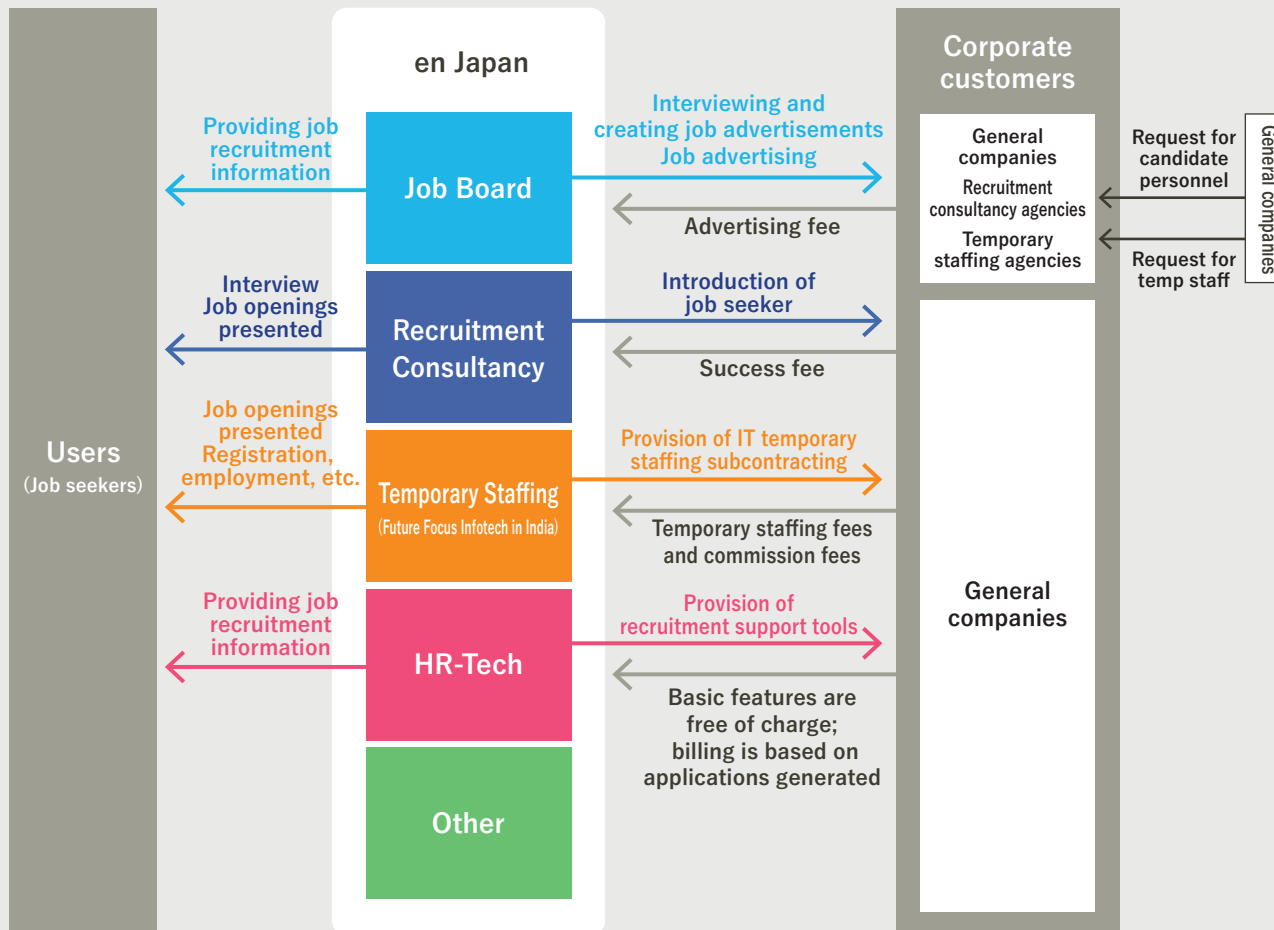 Users
(Job seekers)
en Japan
Providing job
recruitment
information
Job Board
Interviewing and
creating job advertisements
Job advertising
Advertising fee
Interview
Job openings
presented
Recruitment
Consultancy
Introduction of
job seeker
Success fee
Job openings
presented
Registration,
employment, etc.
Temporary Staffing
(Future Focus Infotech in India)
Provision of IT temporary
staffing subcontracting
Temporary staffing fees
and commission fees
Providing job
recruitment
information
HR-Tech
Provision of
recruitment support tools
Basic features are
free of charge;
billing is based on
applications generated
Other
Corporate
customers
General
companies
Recruitment
consultancy agencies
Temporary
staffing agencies
General
companies
Request for
candidate
personnel
Request for
temp staff
General companies